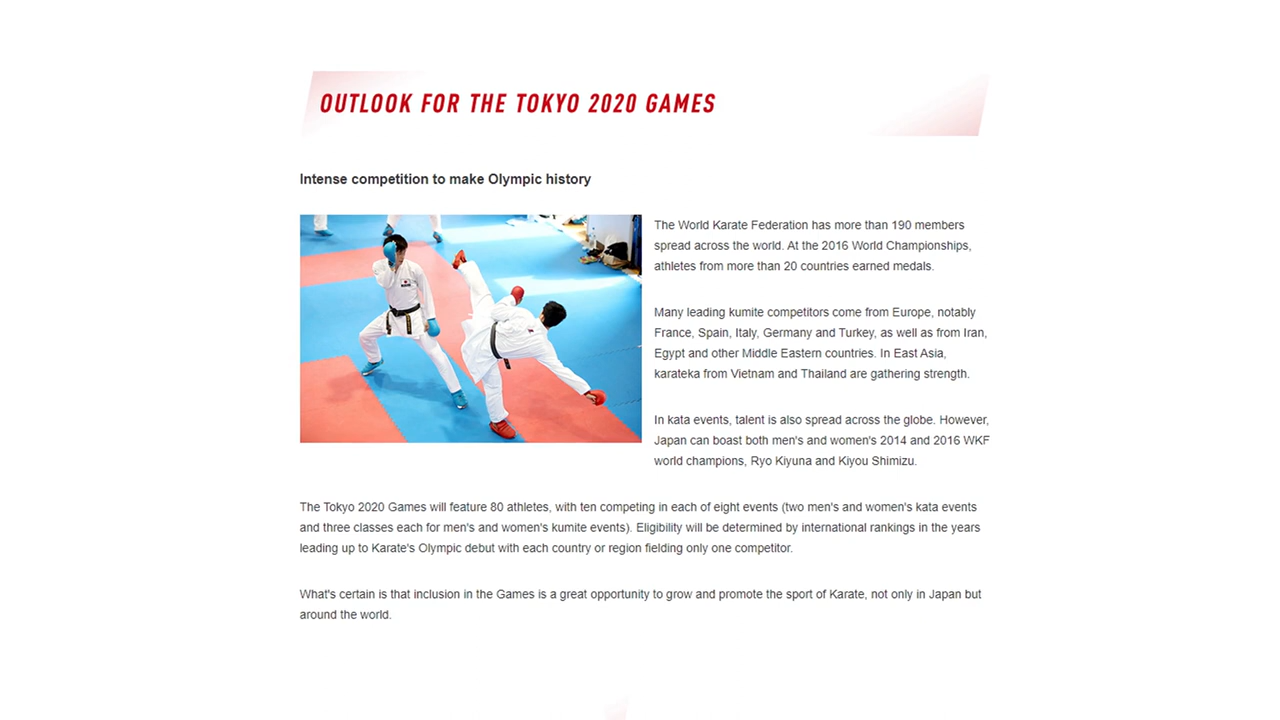 OUTLOOK FOR THE TOKYO 2020 GAMES
Intense competition to make Olympic history
The World Karate Federation has more than 190 members
spread across the world. At the 2016 World Championships,
athletes from more than 20 countries earned medals.
Many leading kumite competitors come from Europe, notably
France, Spain, Italy, Germany and Turkey, as well as from Iran,
Egypt and other Middle Eastern countries. In East Asia,
karateka from Vietnam and Thailand are gathering strength.
In kata events, talent is also spread across the globe. However,
Japan can boast both men's and women's 2014 and 2016 WKF
world champions, Ryo Kiyuna and Kiyou Shimizu.
The Tokyo 2020 Games will feature 80 athletes, with ten competing in each of eight events (two men's and women's kata events
and three classes each for men's and women's kumite events). Eligibility will be determined by international rankings in the years
leading up to Karate's Olympic debut with each country or region fielding only one competitor.
What's certain is that inclusion in the Games is a great opportunity to grow and promote the sport of Karate, not only in Japan but
around the world.